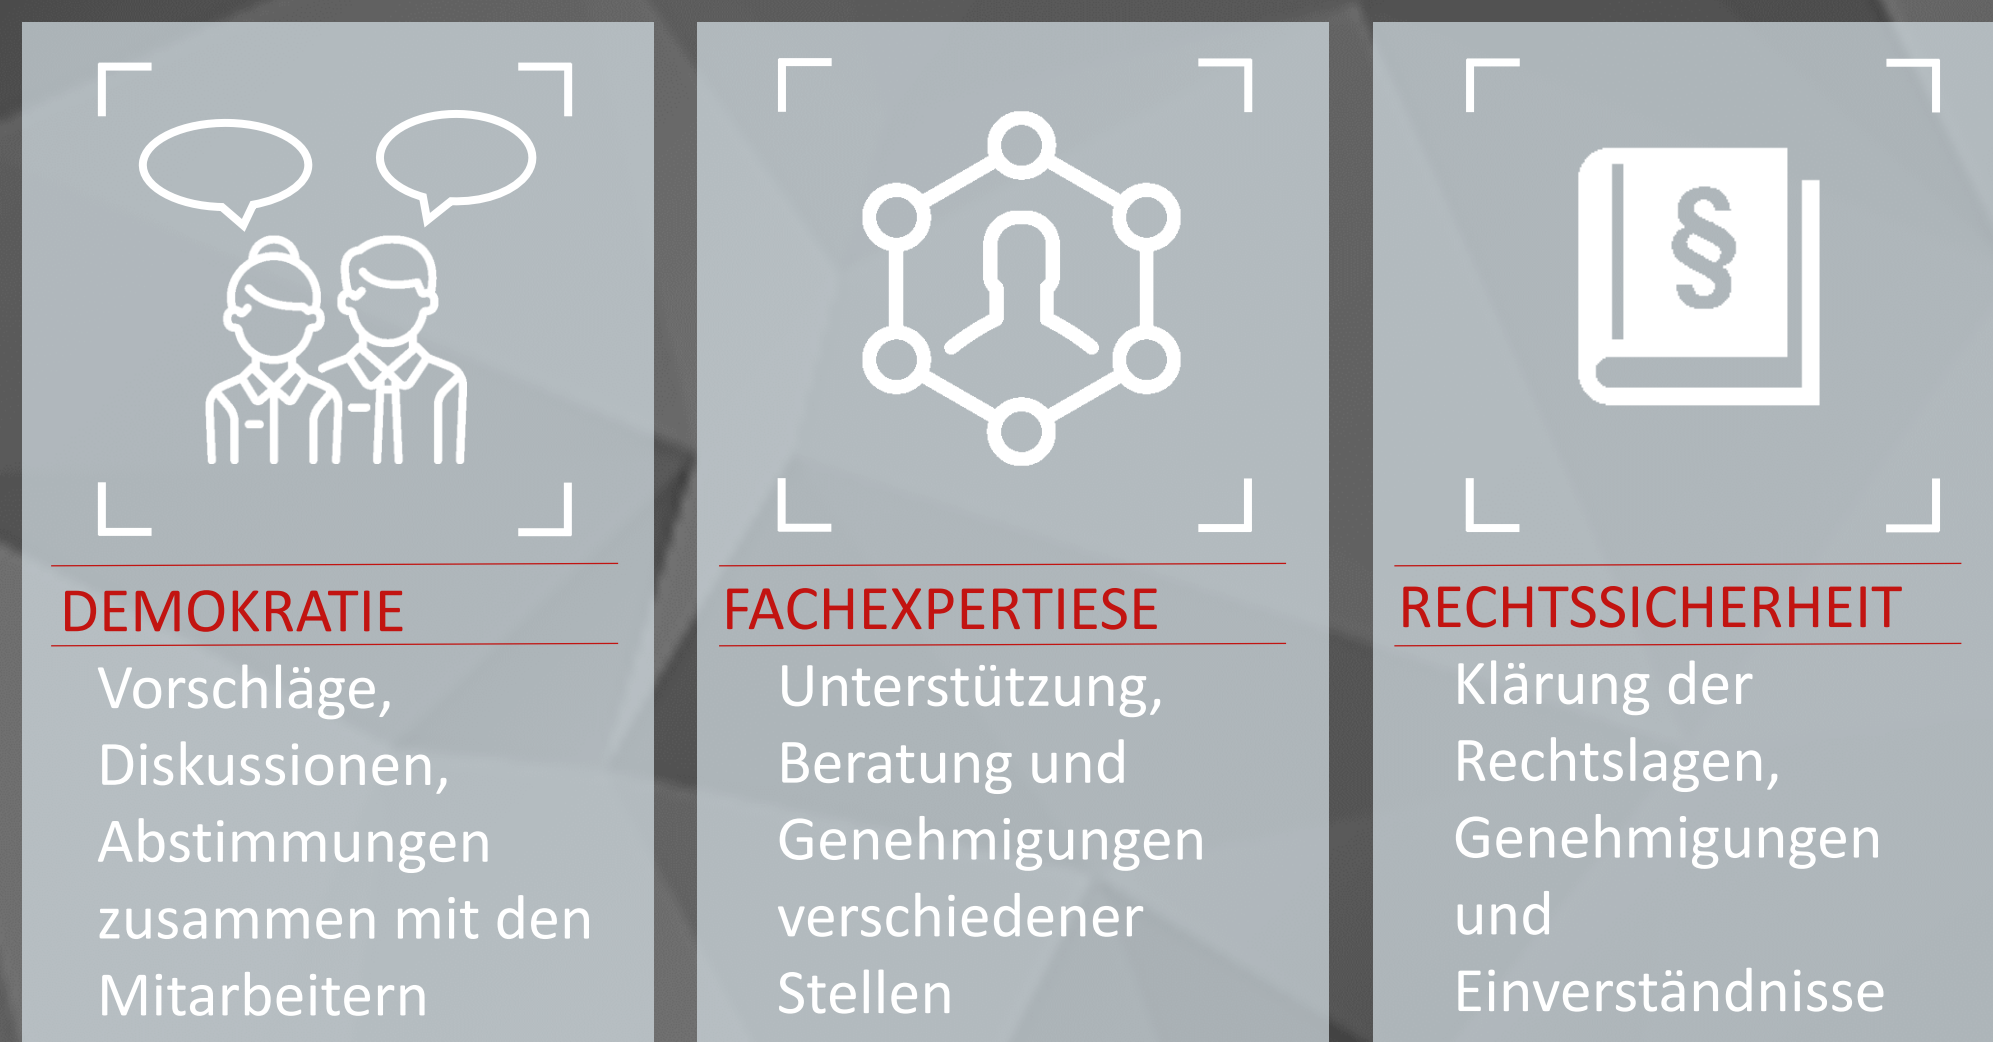 DEMOKRATIE
Vorschläge,
Diskussionen,
Abstimmungen
zusammen mit den
Mitarbeitern
FACHEXPERTIESE
Unterstützung,
Beratung und
Genehmigungen
verschiedener
Stellen
§
RECHTSSICHERHEIT
Klärung der
Rechtslagen,
Genehmigungen
und
Einverständnisse